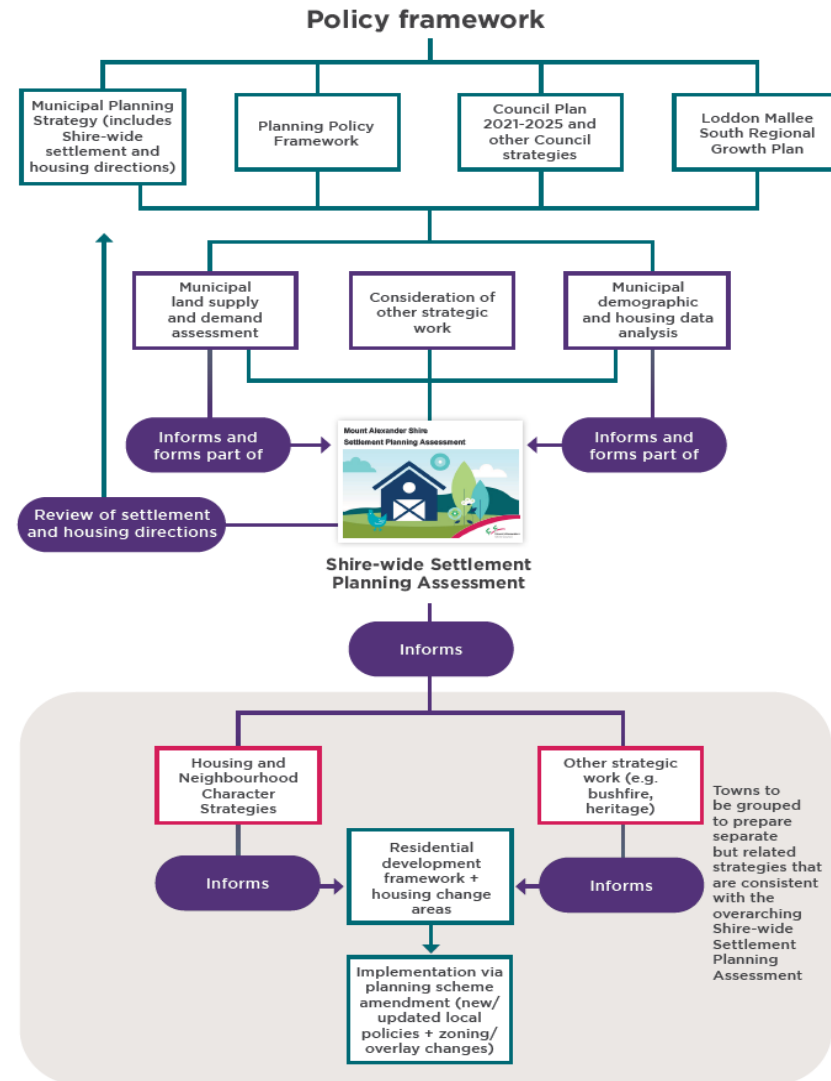 Policy framework
Municipal Planning
Strategy (includes
Shire-wide
settlement and
housing directions)
Planning Policy
Framework
Council Plan
2021-2025 and
other Council
strategies
Loddon Mallee
South Regional
Growth Plan
Municipal
land supply
and demand
assessment
Consideration of
other strategic
work
Municipal
demographic
and housing data
analysis
Informs and
forms part of
Mount Alexander Shire
Settlement Planning Assessment
Informs and
forms part of
Review of settlement
and housing directions
Shire-wide Settlement
Planning Assessment
Informs
Housing and
Neighbourhood
Character
Strategies
Other strategic
work (e.g.
bushfire,
heritage)
Towns to
be grouped
to prepare
separate
but related
strategies that
are consistent
with the
overarching
Shire-wide
Settlement
Planning
Assessment
Informs
Residential
development
framework +
housing change
areas
Informs
Implementation via
planning scheme
amendment (new/
updated local
policies + zoning/
overlay changes)